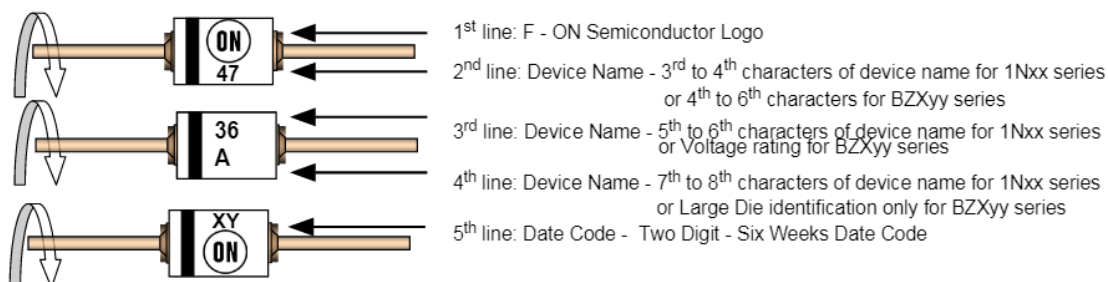 ON
47
36
A
XY
ON
1st line: F - ON Semiconductor Logo
2nd line: Device Name - 3rd to 4th characters of device name for 1Nxx series
or 4th to 6th characters for BZXyy series
3rd line: Device Name - 5th to 6th characters of device name for 1Nxx series
or Voltage rating for BZXyy series
4th line: Device Name - 7th to 8th characters of device name for 1Nxx series
or Large Die identification only for BZXyy series
5th line: Date Code - Two Digit - Six Weeks Date Code